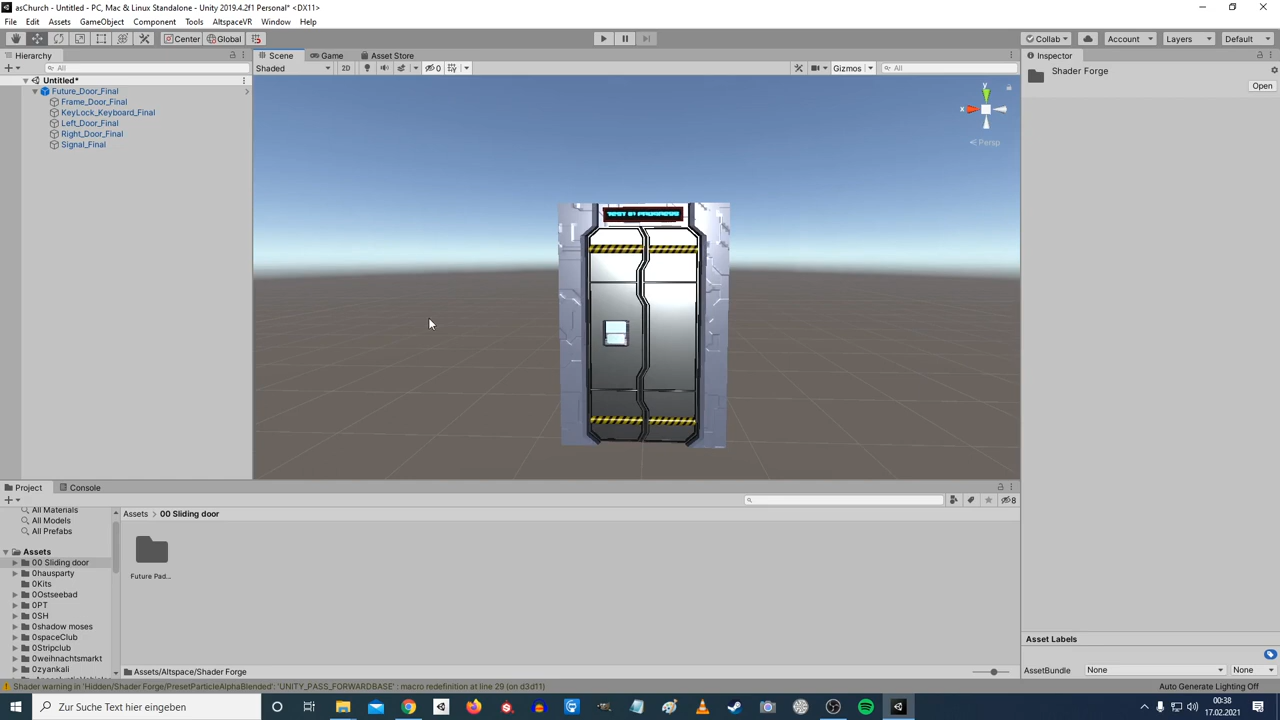 asChurch - Untitled - PC, Mac & Linux Standalone - Unity 2019.4.2f1 Personal* <DX11>
File Edit Assets GameObject Component Tools AltspaceVR Window Help
Center Global Collab Account Layers Default
Hierarchy Scene Game Asset Store Inspector
All Shaded 2D 0 Gizmos All Shader Forge
Open
Untitled*
Future_Door_Final
Frame_Door_Final
KeyLock_Keyboard_Final
Left_Door_Final
Right_Door_Final
Signal_Final
y
x
Persp
TEST IN PROGRESS
Project Console
8
All Materials
All Models
All Prefabs
Assets > 00 Sliding door
Assets
00 Sliding door
0hausparty
0Kits
0Ostseebad
0PT
0SH
0shadow moses
0spaceClub
0Stripclub
0weihnachtsmarkt
0zyankali
Future Pad...
Assets/Altspace/Shader Forge
Asset Labels
AssetBundle None None
Shader warning in 'Hidden/Shader Forge/PresetParticleAlphaBlended': 'UNITY_PASS_FORWARDBASE' : macro redefinition at line 29 (on d3d11)
Auto Generate Lighting Off
Zur Suche Text hier eingeben
00:38
17.02.2021